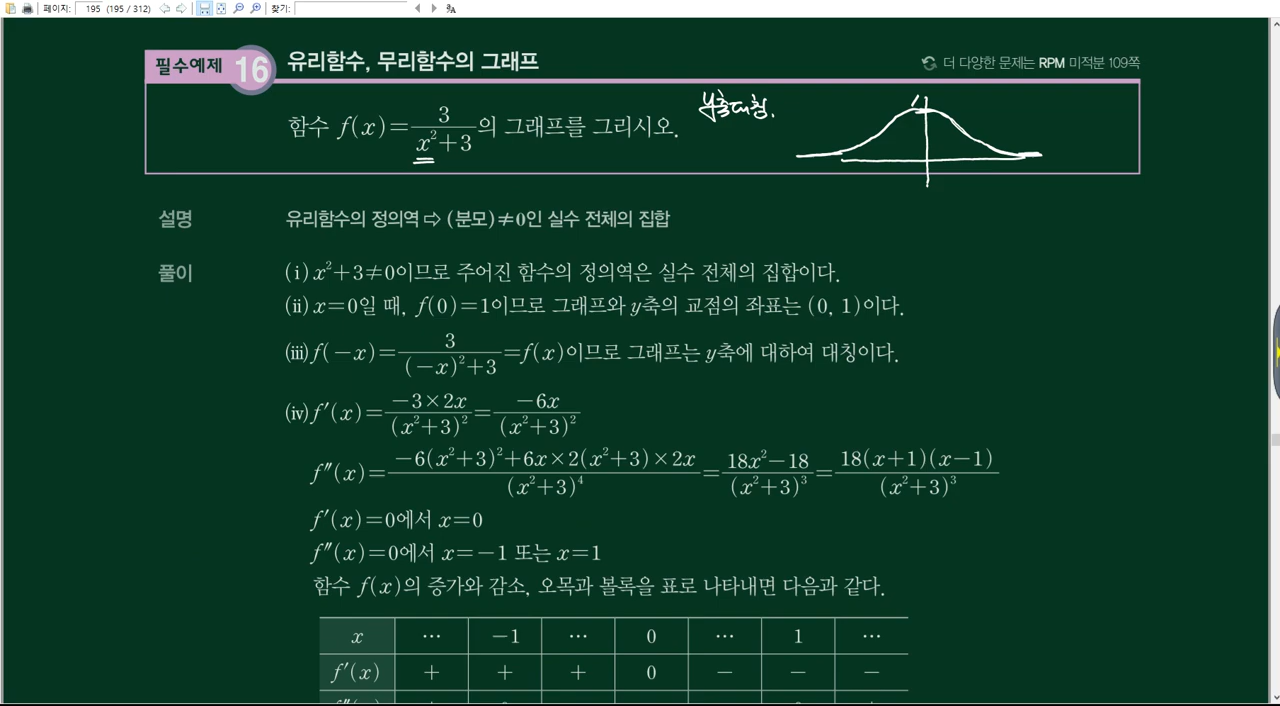 페이지: 195 (195 / 312) 찾기:
필수예제 16 유리함수, 무리함수의 그래프 더 다양한 문제는 RPM 미적분 109쪽
함수 f(x)=3/(x²+3)의 그래프를 그리시오. y축대칭.
1
설명 유리함수의 정의역 ⇨ (분모)≠0인 실수 전체의 집합
풀이 (ⅰ) x²+3≠0이므로 주어진 함수의 정의역은 실수 전체의 집합이다.
(ⅱ) x=0일 때, f(0)=1이므로 그래프와 y축의 교점의 좌표는 (0, 1)이다.
(ⅲ) f(-x)=3/((-x)²+3)=f(x)이므로 그래프는 y축에 대하여 대칭이다.
(ⅳ) f′(x)=(-3×2x)/(x²+3)²=(-6x)/(x²+3)²
f″(x)=(-6(x²+3)²+6x×2(x²+3)×2x)/(x²+3)⁴=(18x²-18)/(x²+3)³=(18(x+1)(x-1))/(x²+3)³
f′(x)=0에서 x=0
f″(x)=0에서 x=-1 또는 x=1
함수 f(x)의 증가와 감소, 오목과 볼록을 표로 나타내면 다음과 같다.
x ⋯ -1 ⋯ 0 ⋯ 1 ⋯
f′(x) + + + 0 - - -